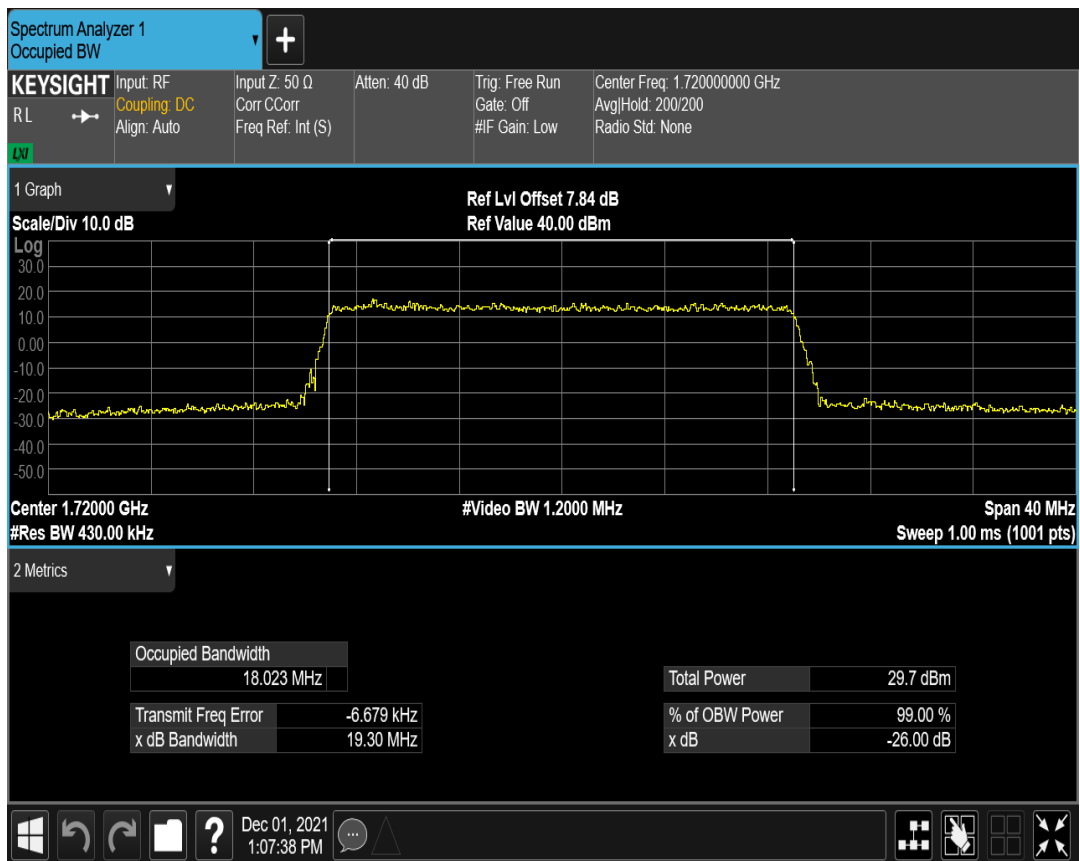 Spectrum Analyzer 1
Occupied BW
+
KEYSIGHT
RL
LXI
Input: RF
Coupling: DC
Align: Auto
Input Z: 50 Ω
Corr CCorr
Freq Ref: Int (S)
Atten: 40 dB
Trig: Free Run
Gate: Off
#IF Gain: Low
Center Freq: 1.720000000 GHz
Avg|Hold: 200/200
Radio Std: None
1 Graph
Scale/Div 10.0 dB
Ref Lvl Offset 7.84 dB
Ref Value 40.00 dBm
Log
30.0
20.0
10.0
0.00
-10.0
-20.0
-30.0
-40.0
-50.0
Center 1.72000 GHz
#Video BW 1.2000 MHz
Span 40 MHz
#Res BW 430.00 kHz
Sweep 1.00 ms (1001 pts)
2 Metrics
Occupied Bandwidth
18.023 MHz
Total Power 29.7 dBm
Transmit Freq Error -6.679 kHz
% of OBW Power 99.00 %
x dB Bandwidth 19.30 MHz
x dB -26.00 dB
?
Dec 01, 2021
1:07:38 PM